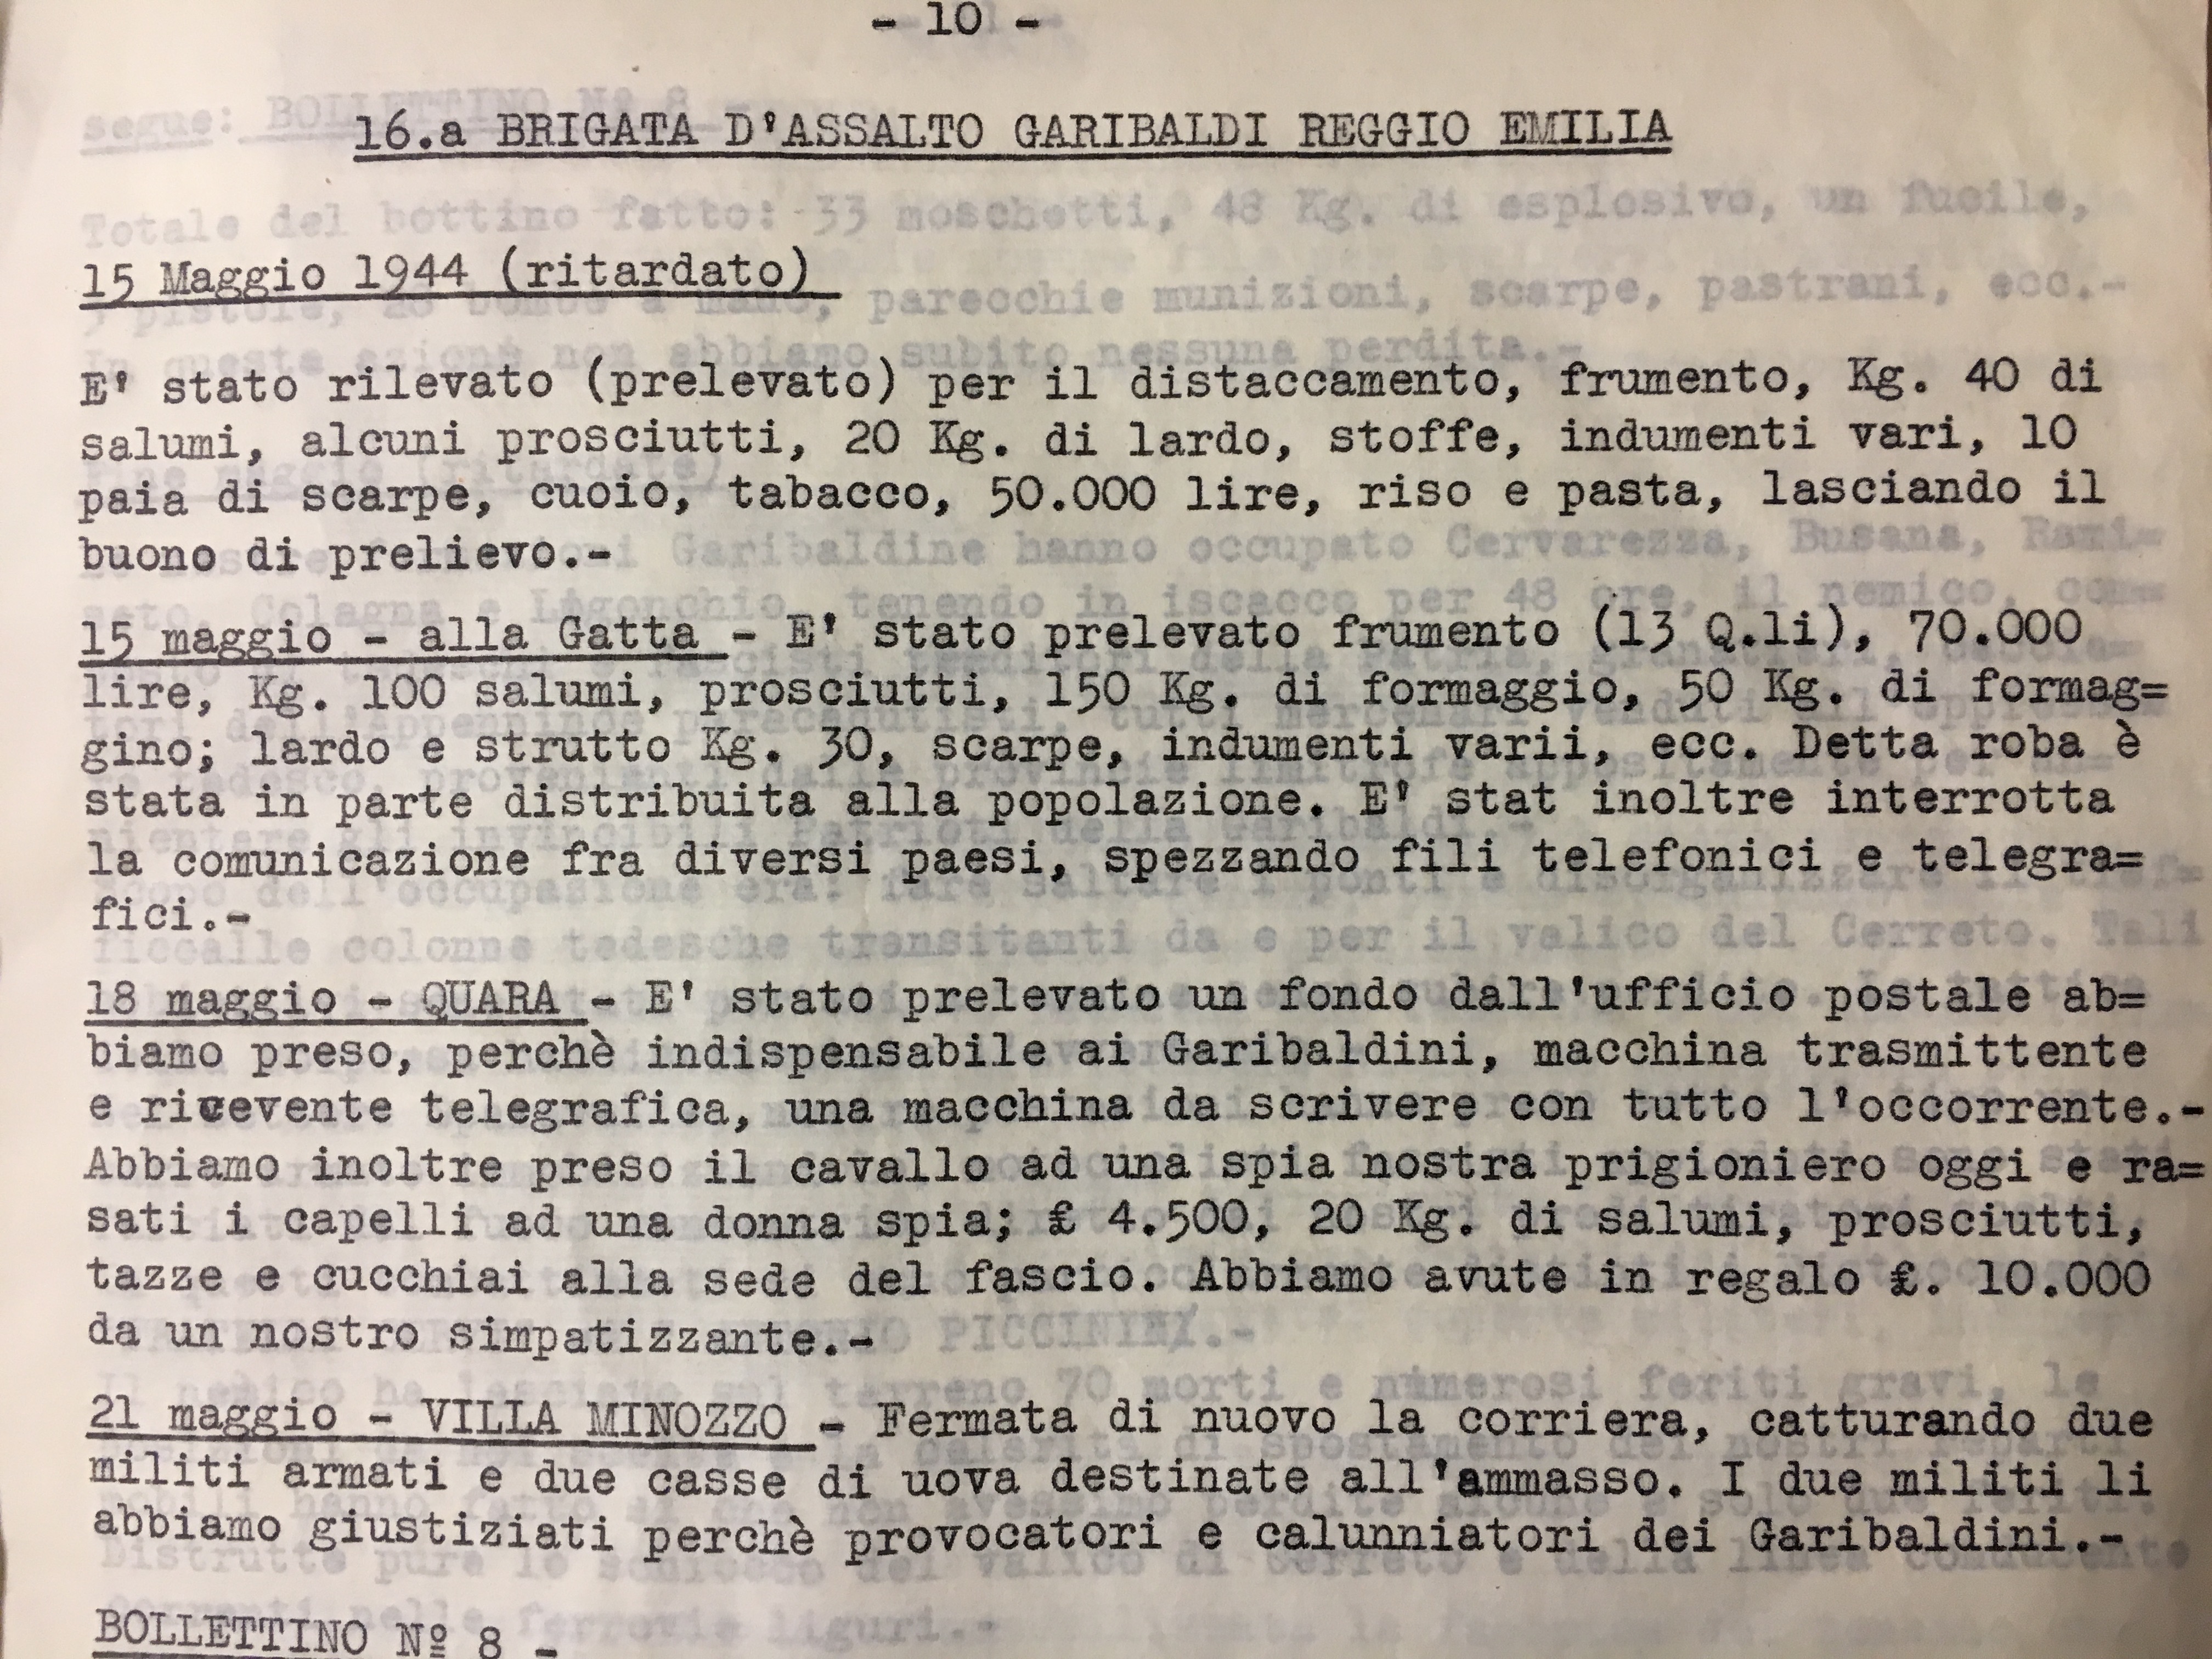 - 10 -
16.a BRIGATA D'ASSALTO GARIBALDI REGGIO EMILIA
15 Maggio 1944 (ritardato)
E' stato rilevato (prelevato) per il distaccamento, frumento, Kg. 40 di
salumi, alcuni prosciutti, 20 Kg. di lardo, stoffe, indumenti vari, 10
paia di scarpe, cuoio, tabacco, 50.000 lire, riso e pasta, lasciando il
buono di prelievo.-
15 maggio - alla Gatta - E' stato prelevato frumento (13 Q.li), 70.000
lire, Kg. 100 salumi, prosciutti, 150 Kg. di formaggio, 50 Kg. di formag=
gino; lardo e strutto Kg. 30, scarpe, indumenti varii, ecc. Detta roba è
stata in parte distribuita alla popolazione. E' stat inoltre interrotta
la comunicazione fra diversi paesi, spezzando fili telefonici e telegra=
fici.-
18 maggio - QUARA - E' stato prelevato un fondo dall'ufficio postale ab=
biamo preso, perchè indispensabile ai Garibaldini, macchina trasmittente
e ricevente telegrafica, una macchina da scrivere con tutto l'occorrente.-
Abbiamo inoltre preso il cavallo ad una spia nostra prigioniero oggi e ra=
sati i capelli ad una donna spia; £ 4.500, 20 Kg. di salumi, prosciutti,
tazze e cucchiai alla sede del fascio. Abbiamo avute in regalo £. 10.000
da un nostro simpatizzante.-
21 maggio - VILLA MINOZZO - Fermata di nuovo la corriera, catturando due
militi armati e due casse di uova destinate all'ammasso. I due militi li
abbiamo giustiziati perchè provocatori e calunniatori dei Garibaldini.-
BOLLETTINO Nº 8 -